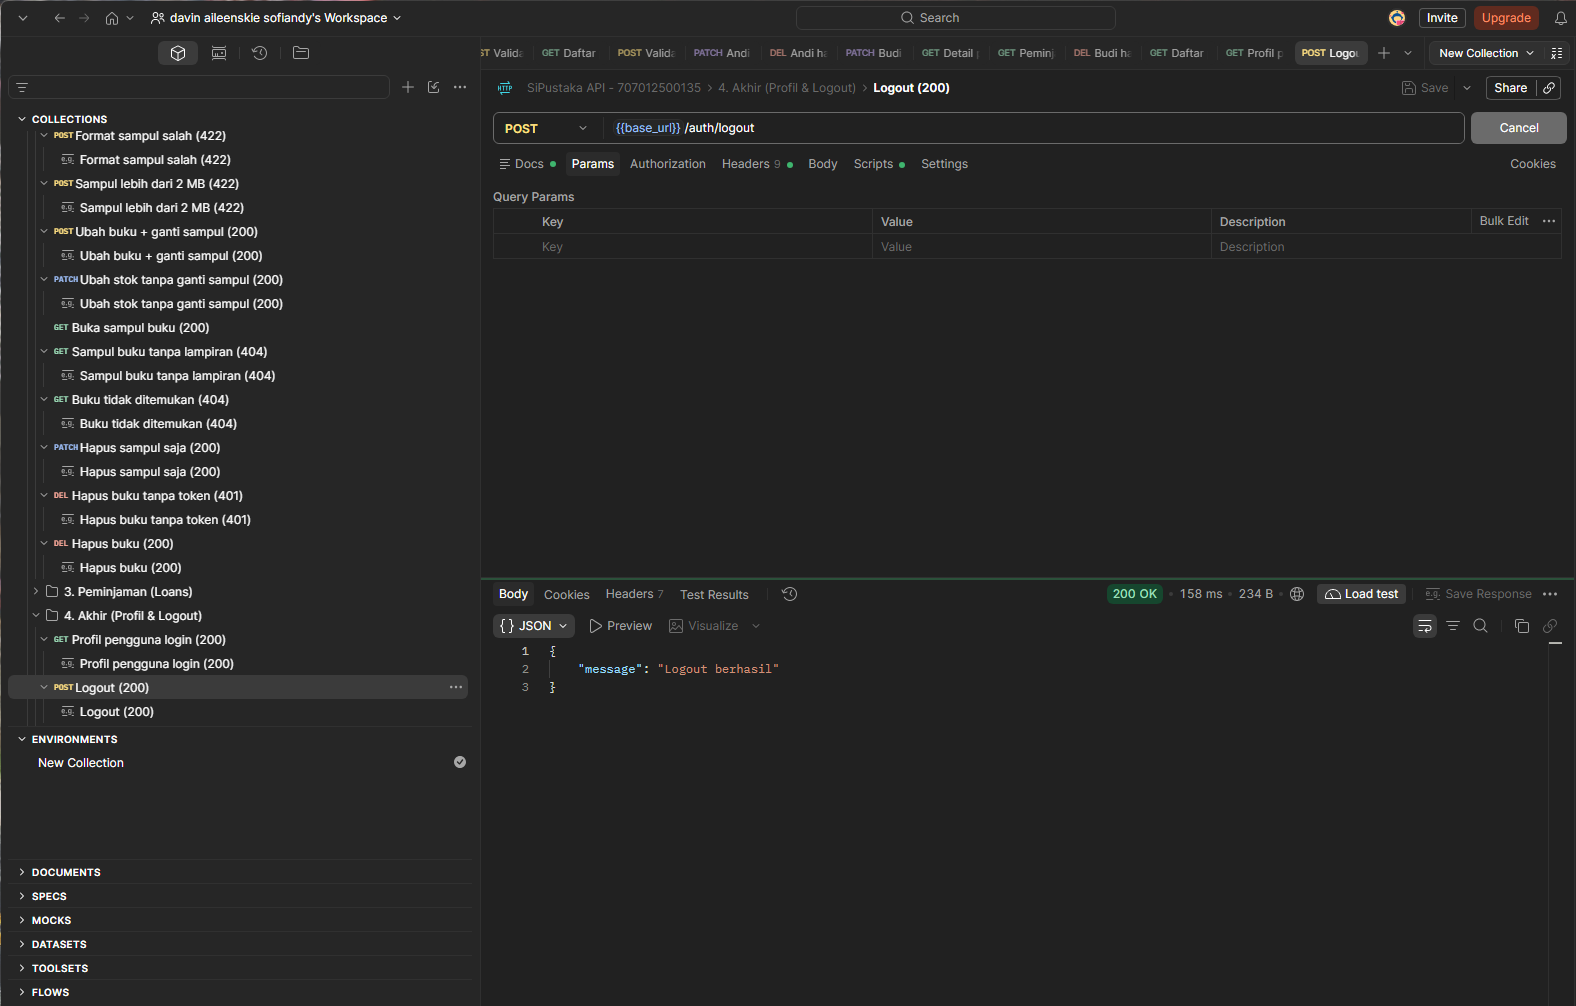 davin aileenskie sofiandy's Workspace
Search
Invite
Upgrade
ST Valida
GET Daftar
POST Valida
PATCH Andi
DEL Andi ha
PATCH Budi
GET Detail
GET Peminj
DEL Budi ha
GET Daftar
GET Profil p
POST Logou
New Collection
HTTP
SiPustaka API - 707012500135 > 4. Akhir (Profil & Logout) > Logout (200)
Save
Share
POST
{{base_url}} /auth/logout
Cancel
Docs
Params
Authorization
Headers 9
Body
Scripts
Settings
Cookies
Query Params
Key
Value
Description
Bulk Edit
Key
Value
Description
COLLECTIONS
POST Format sampul salah (422)
e.g. Format sampul salah (422)
POST Sampul lebih dari 2 MB (422)
e.g. Sampul lebih dari 2 MB (422)
POST Ubah buku + ganti sampul (200)
e.g. Ubah buku + ganti sampul (200)
PATCH Ubah stok tanpa ganti sampul (200)
e.g. Ubah stok tanpa ganti sampul (200)
GET Buka sampul buku (200)
GET Sampul buku tanpa lampiran (404)
e.g. Sampul buku tanpa lampiran (404)
GET Buku tidak ditemukan (404)
e.g. Buku tidak ditemukan (404)
PATCH Hapus sampul saja (200)
e.g. Hapus sampul saja (200)
DEL Hapus buku tanpa token (401)
e.g. Hapus buku tanpa token (401)
DEL Hapus buku (200)
e.g. Hapus buku (200)
3. Peminjaman (Loans)
4. Akhir (Profil & Logout)
GET Profil pengguna login (200)
e.g. Profil pengguna login (200)
POST Logout (200)
e.g. Logout (200)
ENVIRONMENTS
New Collection
DOCUMENTS
SPECS
MOCKS
DATASETS
TOOLSETS
FLOWS
Body
Cookies
Headers 7
Test Results
200 OK
158 ms
234 B
Load test
e.g. Save Response
{} JSON
Preview
Visualize
1 {
2 "message": "Logout berhasil"
3 }